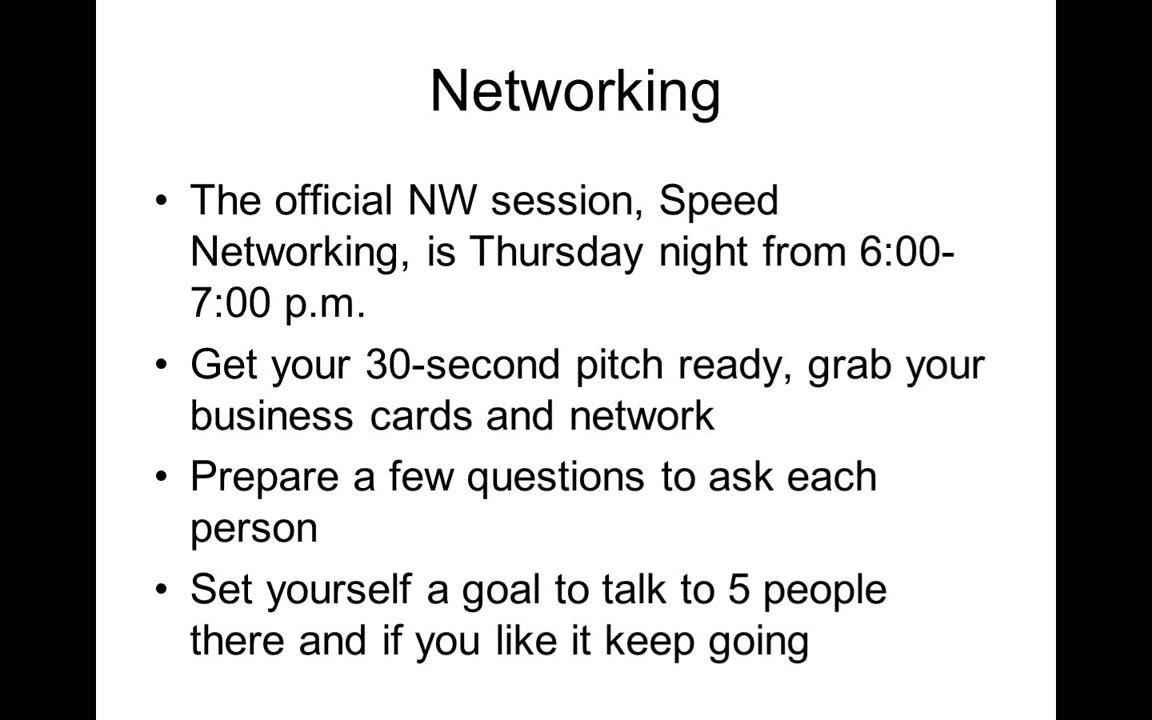 Networking
• The official NW session, Speed
Networking, is Thursday night from 6:00-
7:00 p.m.
• Get your 30-second pitch ready, grab your
business cards and network
• Prepare a few questions to ask each
person
• Set yourself a goal to talk to 5 people
there and if you like it keep going